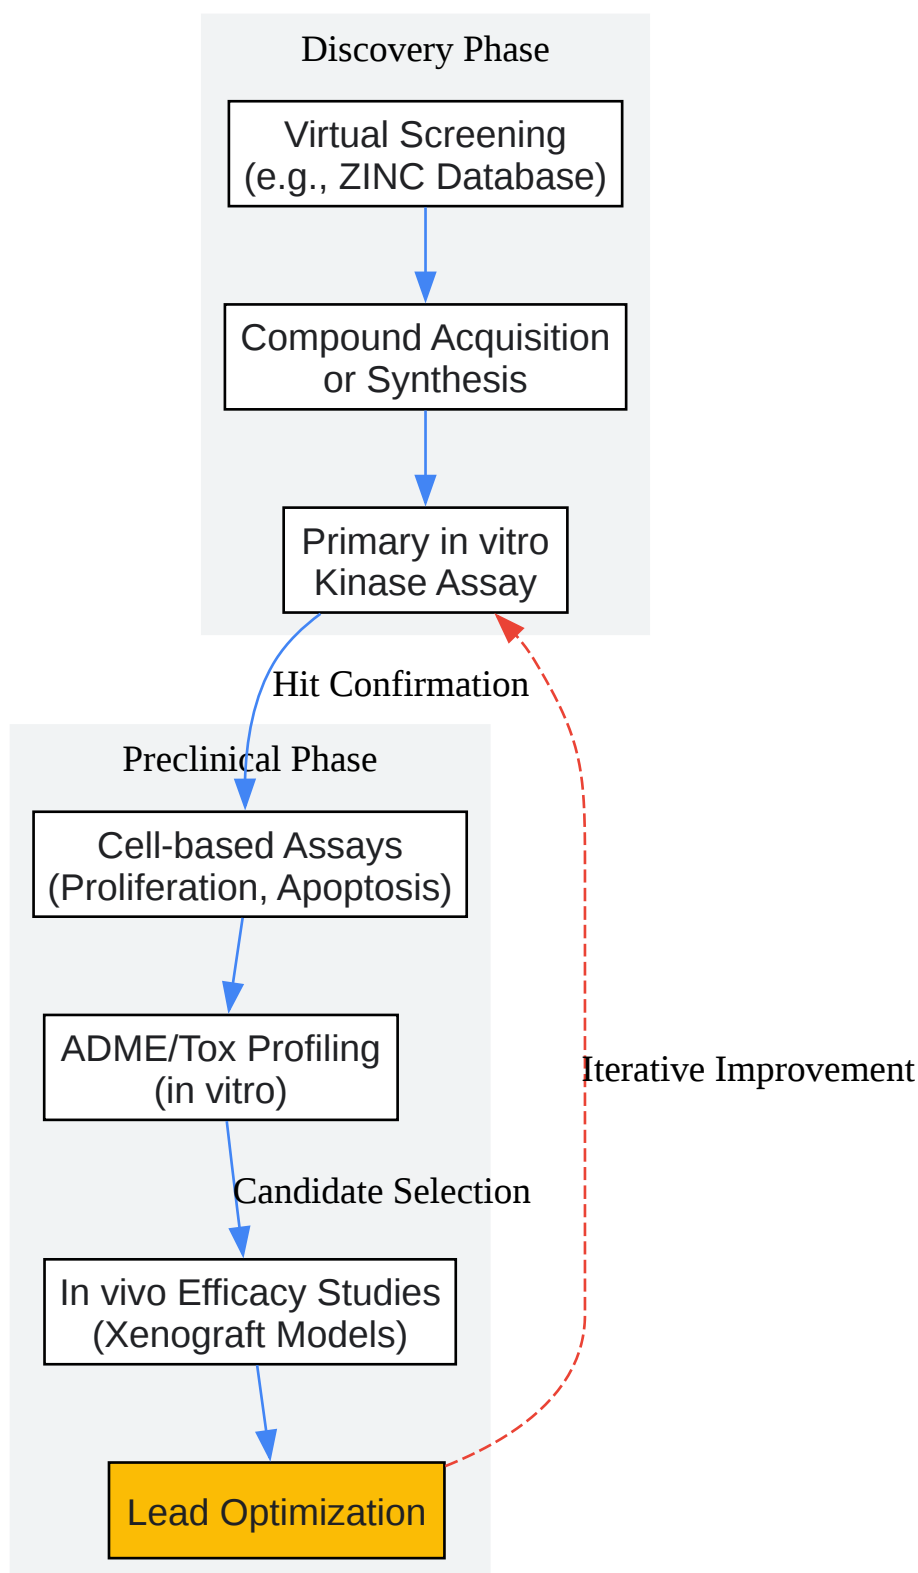 Discovery Phase
Virtual Screening
(e.g., ZINC Database)
Compound Acquisition
or Synthesis
Primary in vitro
Kinase Assay
Hit Confirmation
Preclinical Phase
Cell-based Assays
(Proliferation, Apoptosis)
ADME/Tox Profiling
(in vitro)
Iterative Improvement
Candidate Selection
In vivo Efficacy Studies
(Xenograft Models)
Lead Optimization